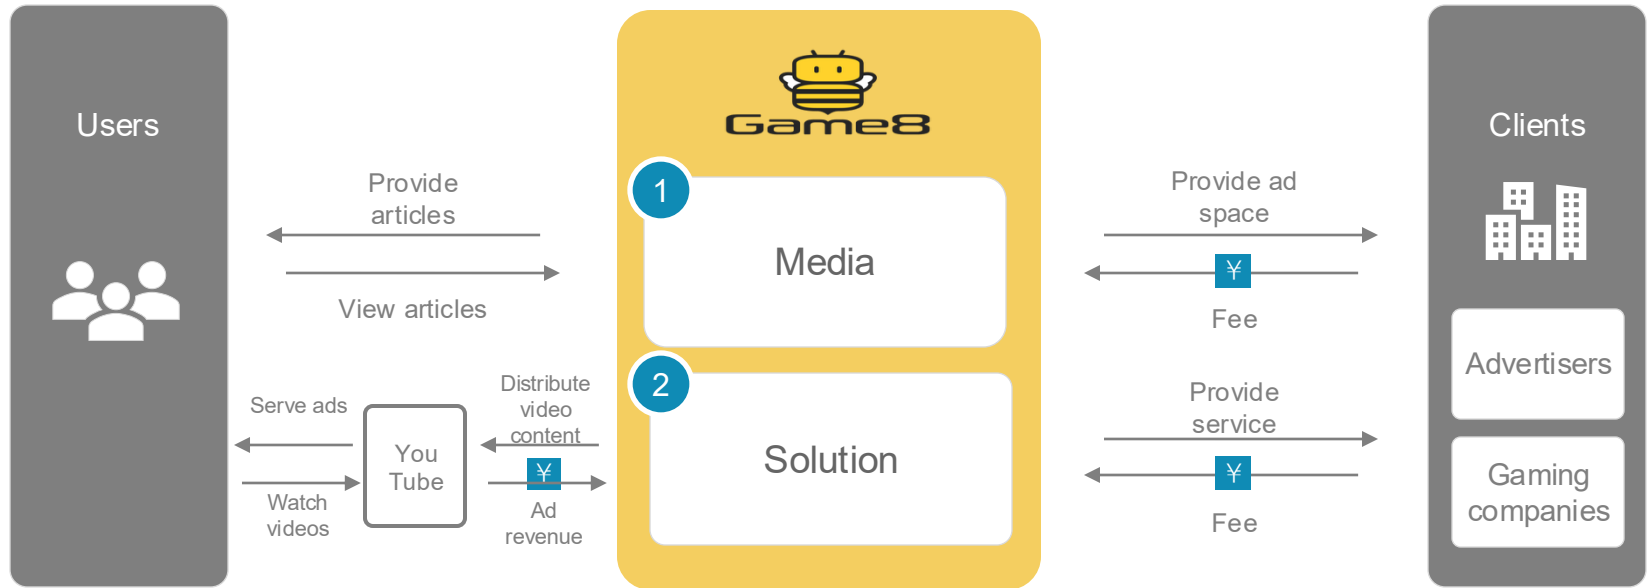 Users
Provide
articles
View articles
Serve ads
Watch
videos
You
Tube
Distribute
video
content
¥
Ad
revenue
Game8
1
Media
2
Solution
Provide ad
space
¥
Fee
Provide
service
¥
Fee
Clients
Advertisers
Gaming
companies